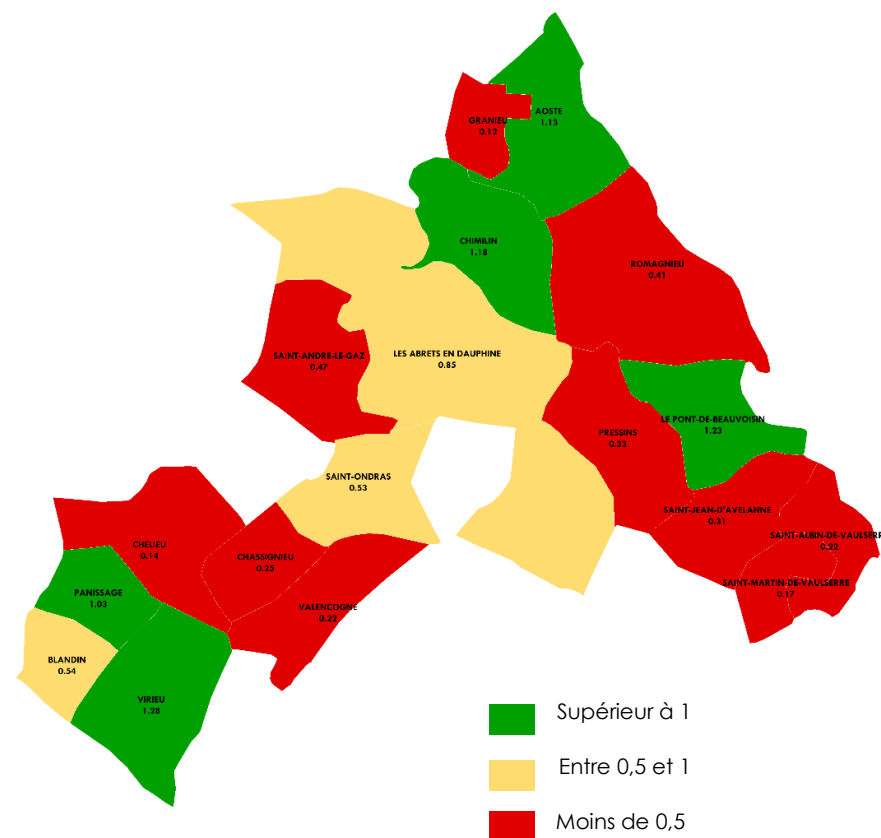 AOSTE
1.13
GRANIEU
0.12
CHIMILIN
1.18
ROMAGNIEU
0.41
SAINT-ANDRE-LE-GAZ
0.47
LES ABRETS EN DAUPHINE
0.85
LE PONT-DE-BEAUVOISIN
1.23
PRESSINS
0.33
SAINT-ONDRAS
0.53
SAINT-JEAN-D'AVELANNE
0.31
SAINT-ALBIN-DE-VAULSERRE
0.22
CHELIEU
0.14
CHASSIGNIEU
0.25
SAINT-MARTIN-DE-VAULSERRE
0.17
PANISSAGE
1.03
VALENCOGNE
0.22
BLANDIN
0.54
VIRIEU
1.28
Supérieur à 1
Entre 0,5 et 1
Moins de 0,5